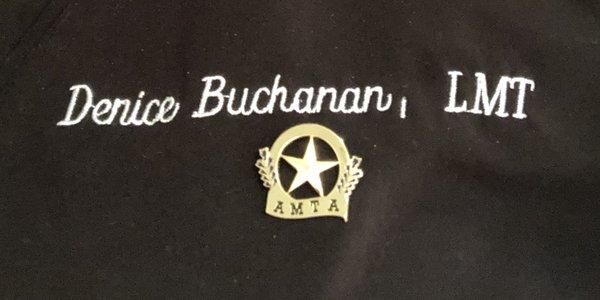 Denice Buchanan, LMT
AMTA